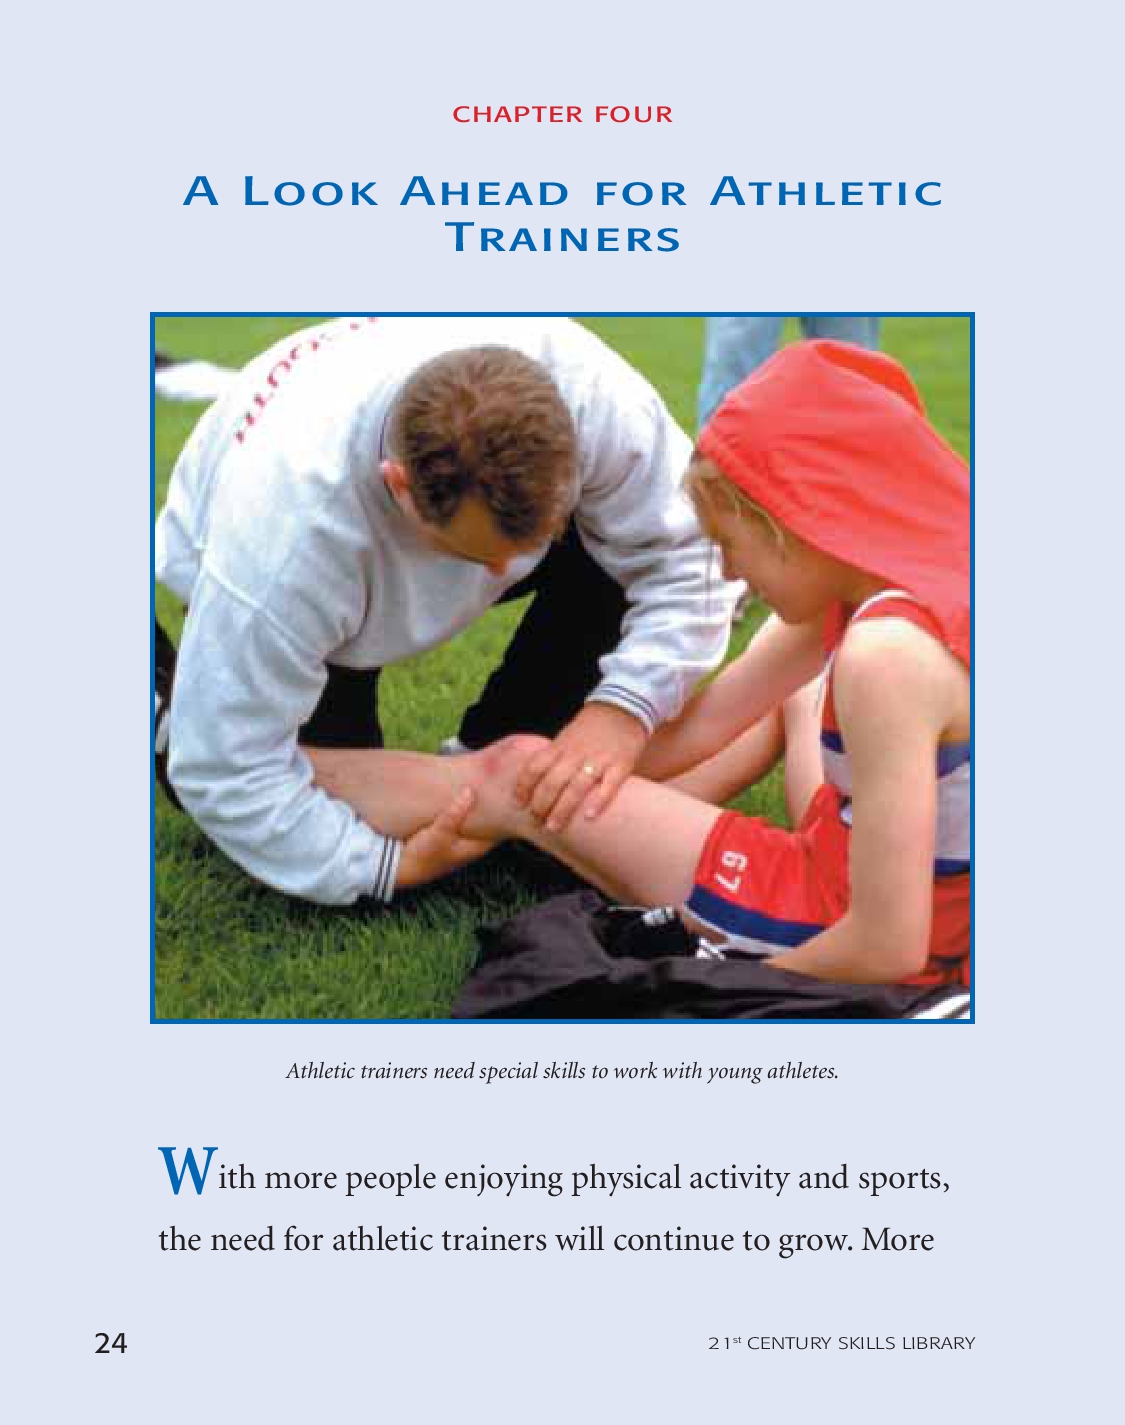 CHAPTER FOUR
A LOOK AHEAD FOR ATHLETIC
TRAINERS
67
Athletic trainers need special skills to work with young athletes.
With more people enjoying physical activity and sports,
the need for athletic trainers will continue to grow. More
24
21st CENTURY SKILLS LIBRARY